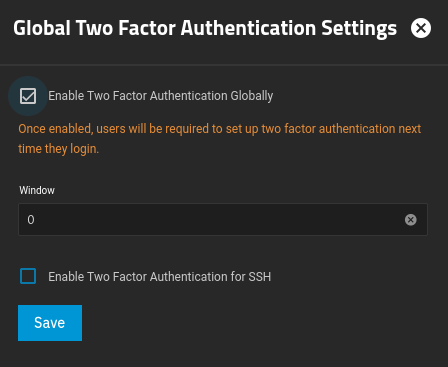 Global Two Factor Authentication Settings
Enable Two Factor Authentication Globally
Once enabled, users will be required to set up two factor authentication next
time they login.
Window
0
Enable Two Factor Authentication for SSH
Save